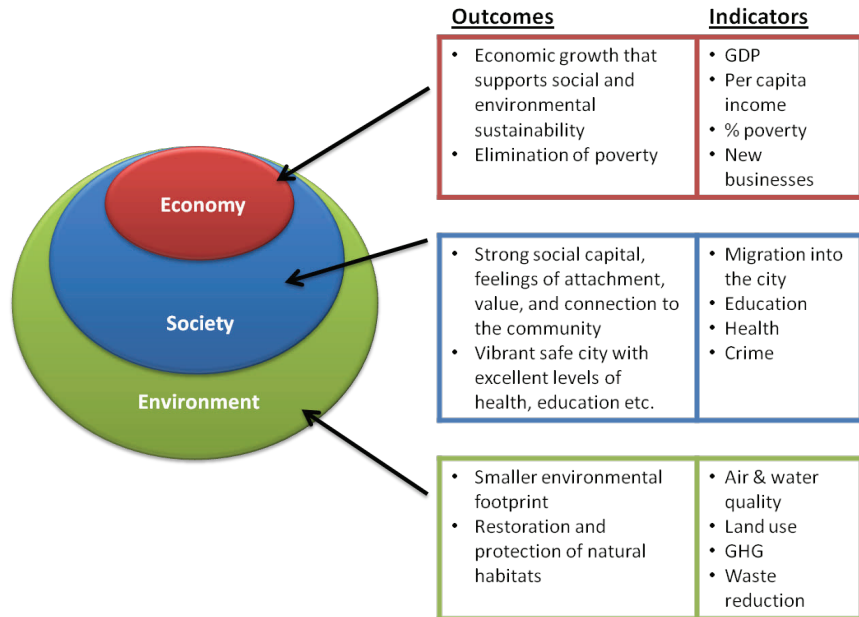 Outcomes
Indicators
• Economic growth that
supports social and
environmental
sustainability
• Elimination of poverty
• GDP
• Per capita
income
• % poverty
• New
businesses
Economy
Society
Environment
• Strong social capital,
feelings of attachment,
value, and connection to
the community
• Vibrant safe city with
excellent levels of
health, education etc.
• Migration into
the city
• Education
• Health
• Crime
• Smaller environmental
footprint
• Restoration and
protection of natural
habitats
• Air & water
quality
• Land use
• GHG
• Waste
reduction